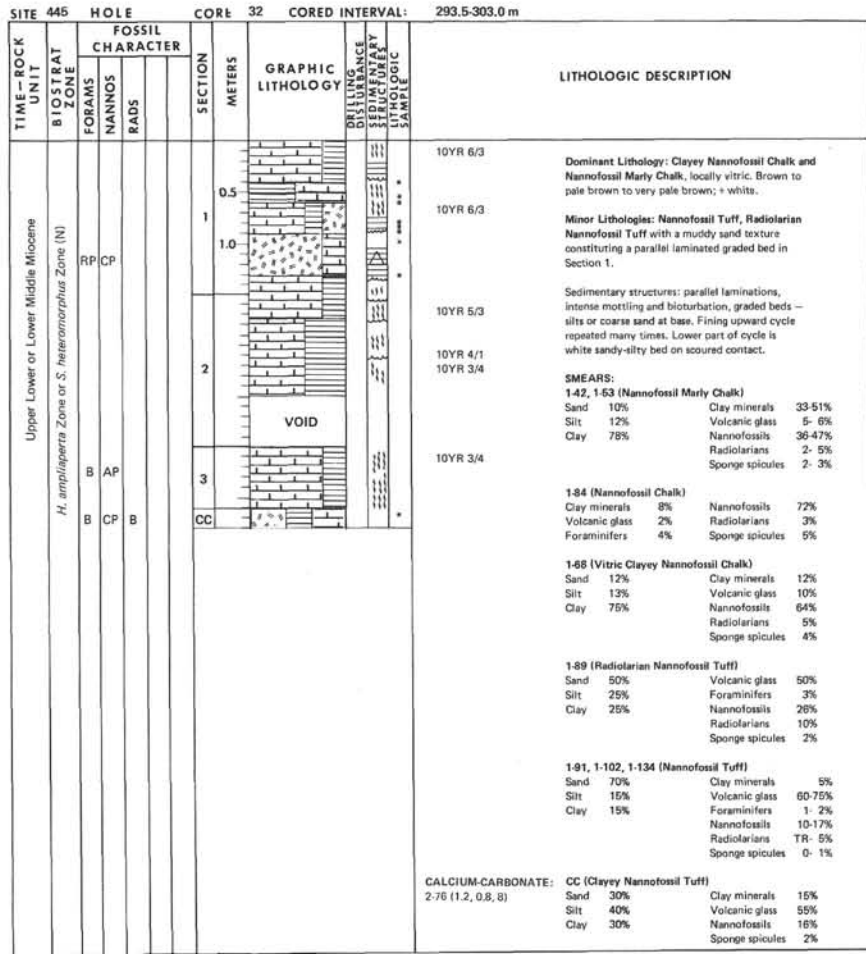 SITE 445 HOLE CORE 32 CORED INTERVAL: 293.5-303.0 m
TIME-ROCK UNIT
BIOSTRAT ZONE
FOSSIL CHARACTER
FORAMS
NANNOS
RADS
SECTION
METERS
GRAPHIC LITHOLOGY
DRILLING DISTURBANCE
SEDIMENTARY STRUCTURES
LITHOLOGIC SAMPLE
LITHOLOGIC DESCRIPTION
Upper Lower or Lower Middle Miocene
H. ampliaperta Zone or S. heteromorphus Zone (N)
RP CP
B AP
B CP B
1
0.5
1.0
2
VOID
3
CC
10YR 6/3
10YR 6/3
10YR 5/3
10YR 4/1
10YR 3/4
10YR 3/4
Dominant Lithology: Clayey Nannofossil Chalk and
Nannofossil Marly Chalk, locally vitric. Brown to
pale brown to very pale brown; + white.
Minor Lithologies: Nannofossil Tuff, Radiolarian
Nannofossil Tuff with a muddy sand texture
constituting a parallel laminated graded bed in
Section 1.
Sedimentary structures: parallel laminations,
intense mottling and bioturbation, graded beds –
silts or coarse sand at base. Fining upward cycle
repeated many times. Lower part of cycle is
white sandy-silty bed on scoured contact.
SMEARS:
1-42, 1-53 (Nannofossil Marly Chalk)
Sand 10% Clay minerals 33-51%
Silt 12% Volcanic glass 5- 6%
Clay 78% Nannofossils 36-47%
Radiolarians 2- 5%
Sponge spicules 2- 3%
1-84 (Nannofossil Chalk)
Clay minerals 8% Nannofossils 72%
Volcanic glass 2% Radiolarians 3%
Foraminifers 4% Sponge spicules 5%
1-68 (Vitric Clayey Nannofossil Chalk)
Sand 12% Clay minerals 12%
Silt 13% Volcanic glass 10%
Clay 75% Nannofossils 64%
Radiolarians 5%
Sponge spicules 4%
1-89 (Radiolarian Nannofossil Tuff)
Sand 50% Volcanic glass 50%
Silt 25% Foraminifers 3%
Clay 25% Nannofossils 26%
Radiolarians 10%
Sponge spicules 2%
1-91, 1-102, 1-134 (Nannofossil Tuff)
Sand 70% Clay minerals 5%
Silt 15% Volcanic glass 60-75%
Clay 15% Foraminifers 1- 2%
Nannofossils 10-17%
Radiolarians TR- 5%
Sponge spicules 0- 1%
CALCIUM-CARBONATE: CC (Clayey Nannofossil Tuff)
2-76 (1.2, 0.8, 8) Sand 30% Clay minerals 15%
Silt 40% Volcanic glass 55%
Clay 30% Nannofossils 16%
Sponge spicules 2%